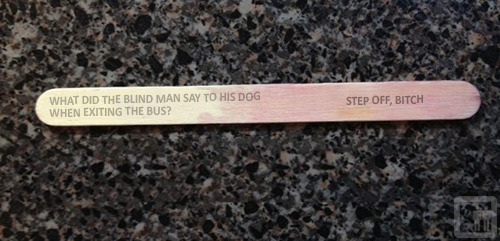 WHAT DID THE BLIND MAN SAY TO HIS DOG
WHEN EXITING THE BUS?
STEP OFF, BITCH